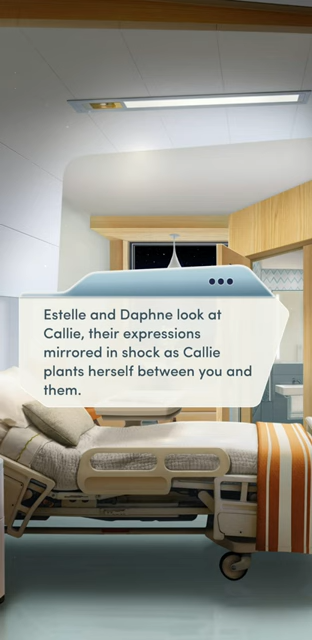 Estelle and Daphne look at
Callie, their expressions
mirrored in shock as Callie
plants herself between you and
them.